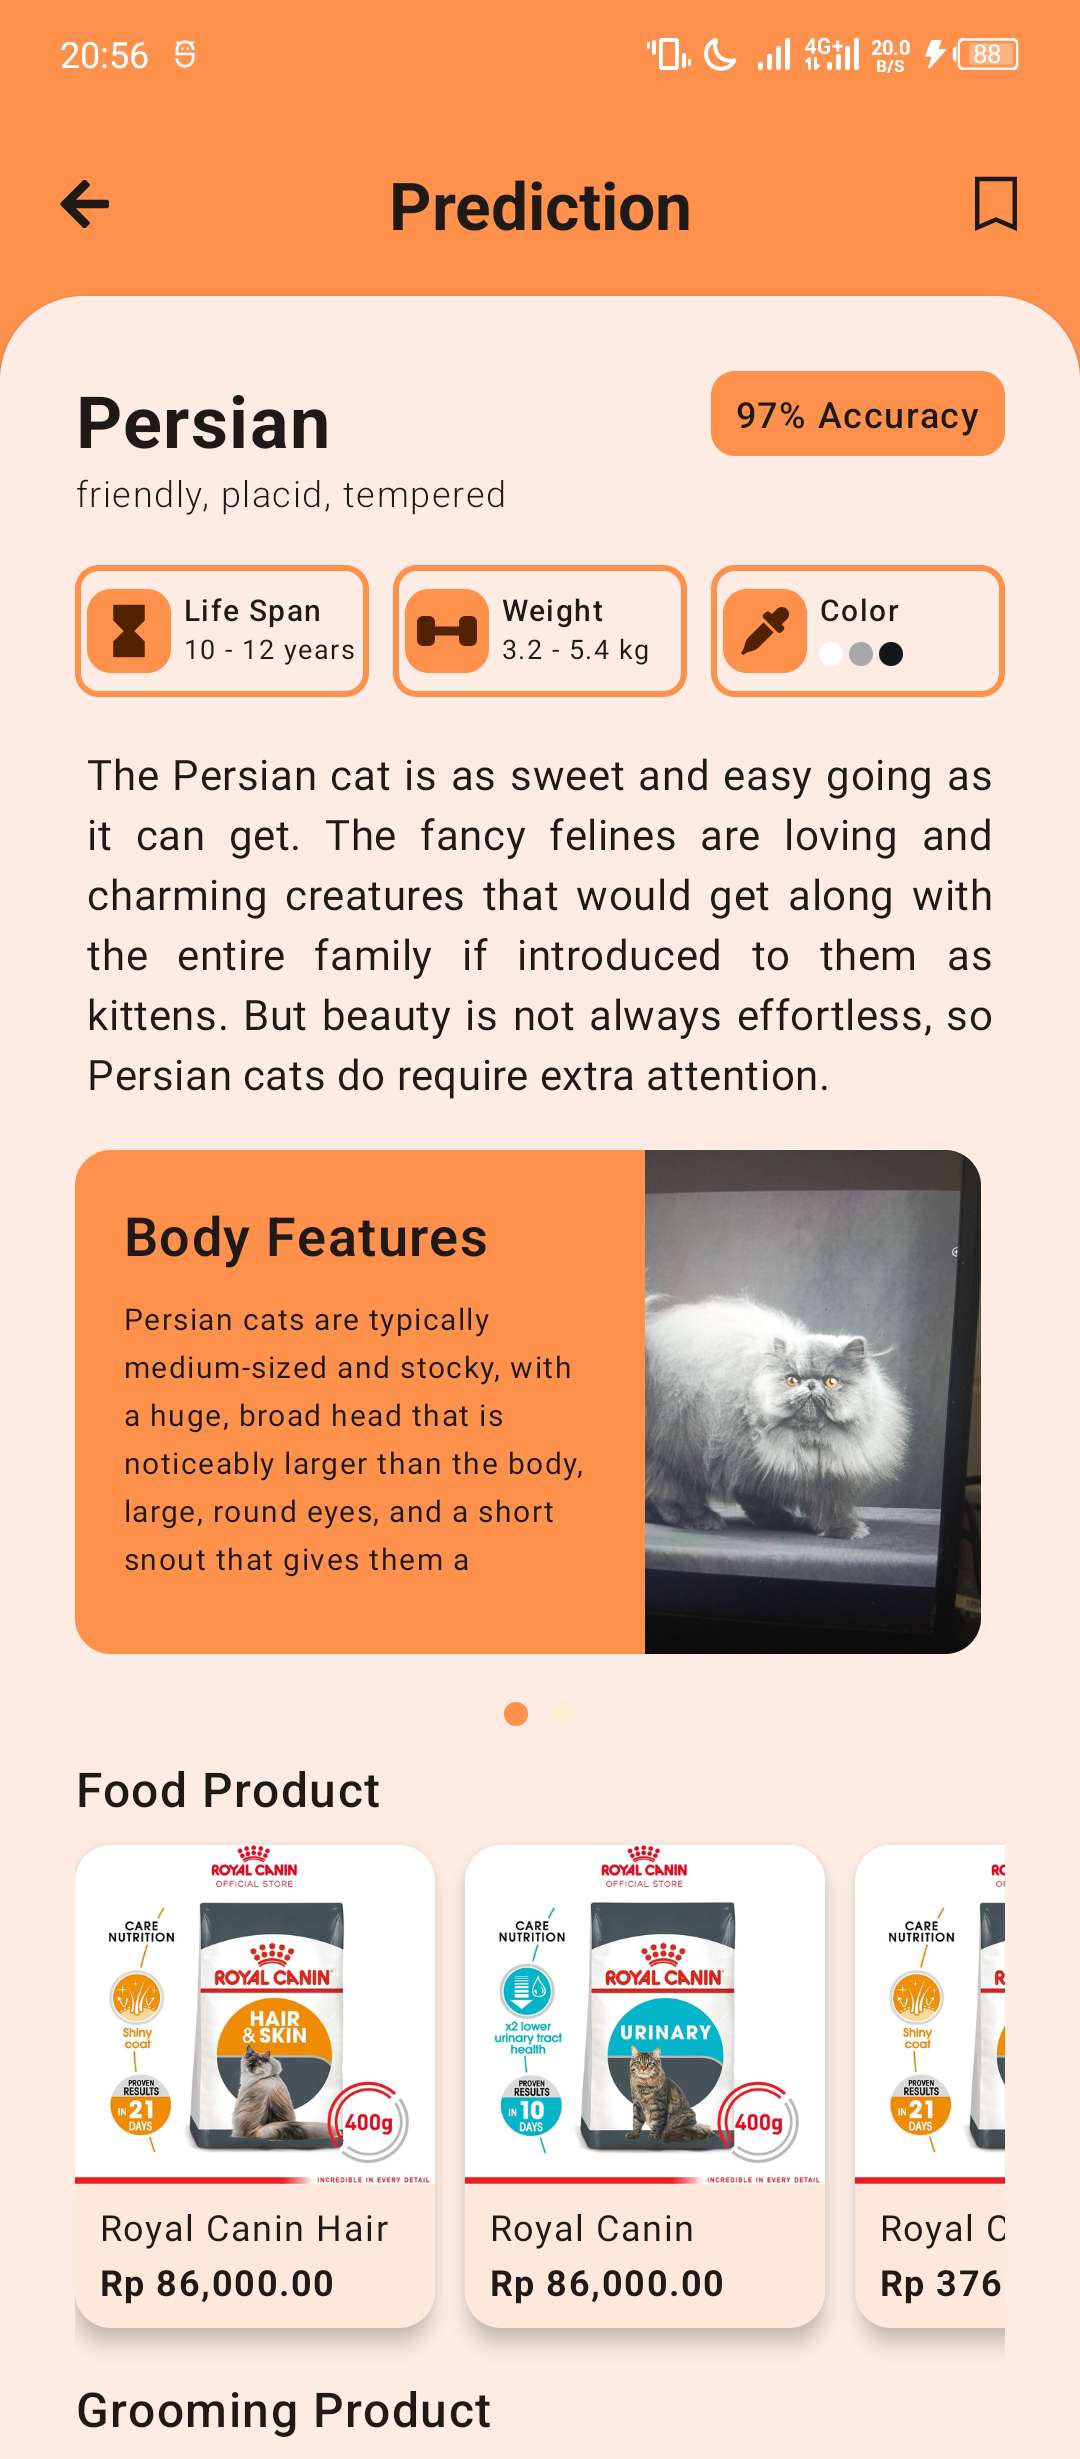 20:56
4G+
20.0
B/S
88
Prediction
Persian
97% Accuracy
friendly, placid, tempered
Life Span
10 - 12 years
Weight
3.2 - 5.4 kg
Color
The Persian cat is as sweet and easy going as
it can get. The fancy felines are loving and
charming creatures that would get along with
the entire family if introduced to them as
kittens. But beauty is not always effortless, so
Persian cats do require extra attention.
Body Features
Persian cats are typically
medium-sized and stocky, with
a huge, broad head that is
noticeably larger than the body,
large, round eyes, and a short
snout that gives them a
Food Product
ROYAL CANIN
OFFICIAL STORE
CARE
NUTRITION
ROYAL CANIN
HAIR
& SKIN
Shiny
coat
PROVEN
RESULTS
IN 21
DAYS
400g
INCREDIBLE IN EVERY DETAIL
Royal Canin Hair
Rp 86,000.00
ROYAL CANIN
OFFICIAL STORE
CARE
NUTRITION
ROYAL CANIN
URINARY
x2 lower
urinary tract
health
PROVEN
RESULTS
IN 10
DAYS
400g
INCREDIBLE IN EVERY DETAIL
Royal Canin
Rp 86,000.00
CARE
NUTRITION
Shiny
coat
PROVEN
RESULTS
IN 21
DAYS
Royal C
Rp 376
Grooming Product